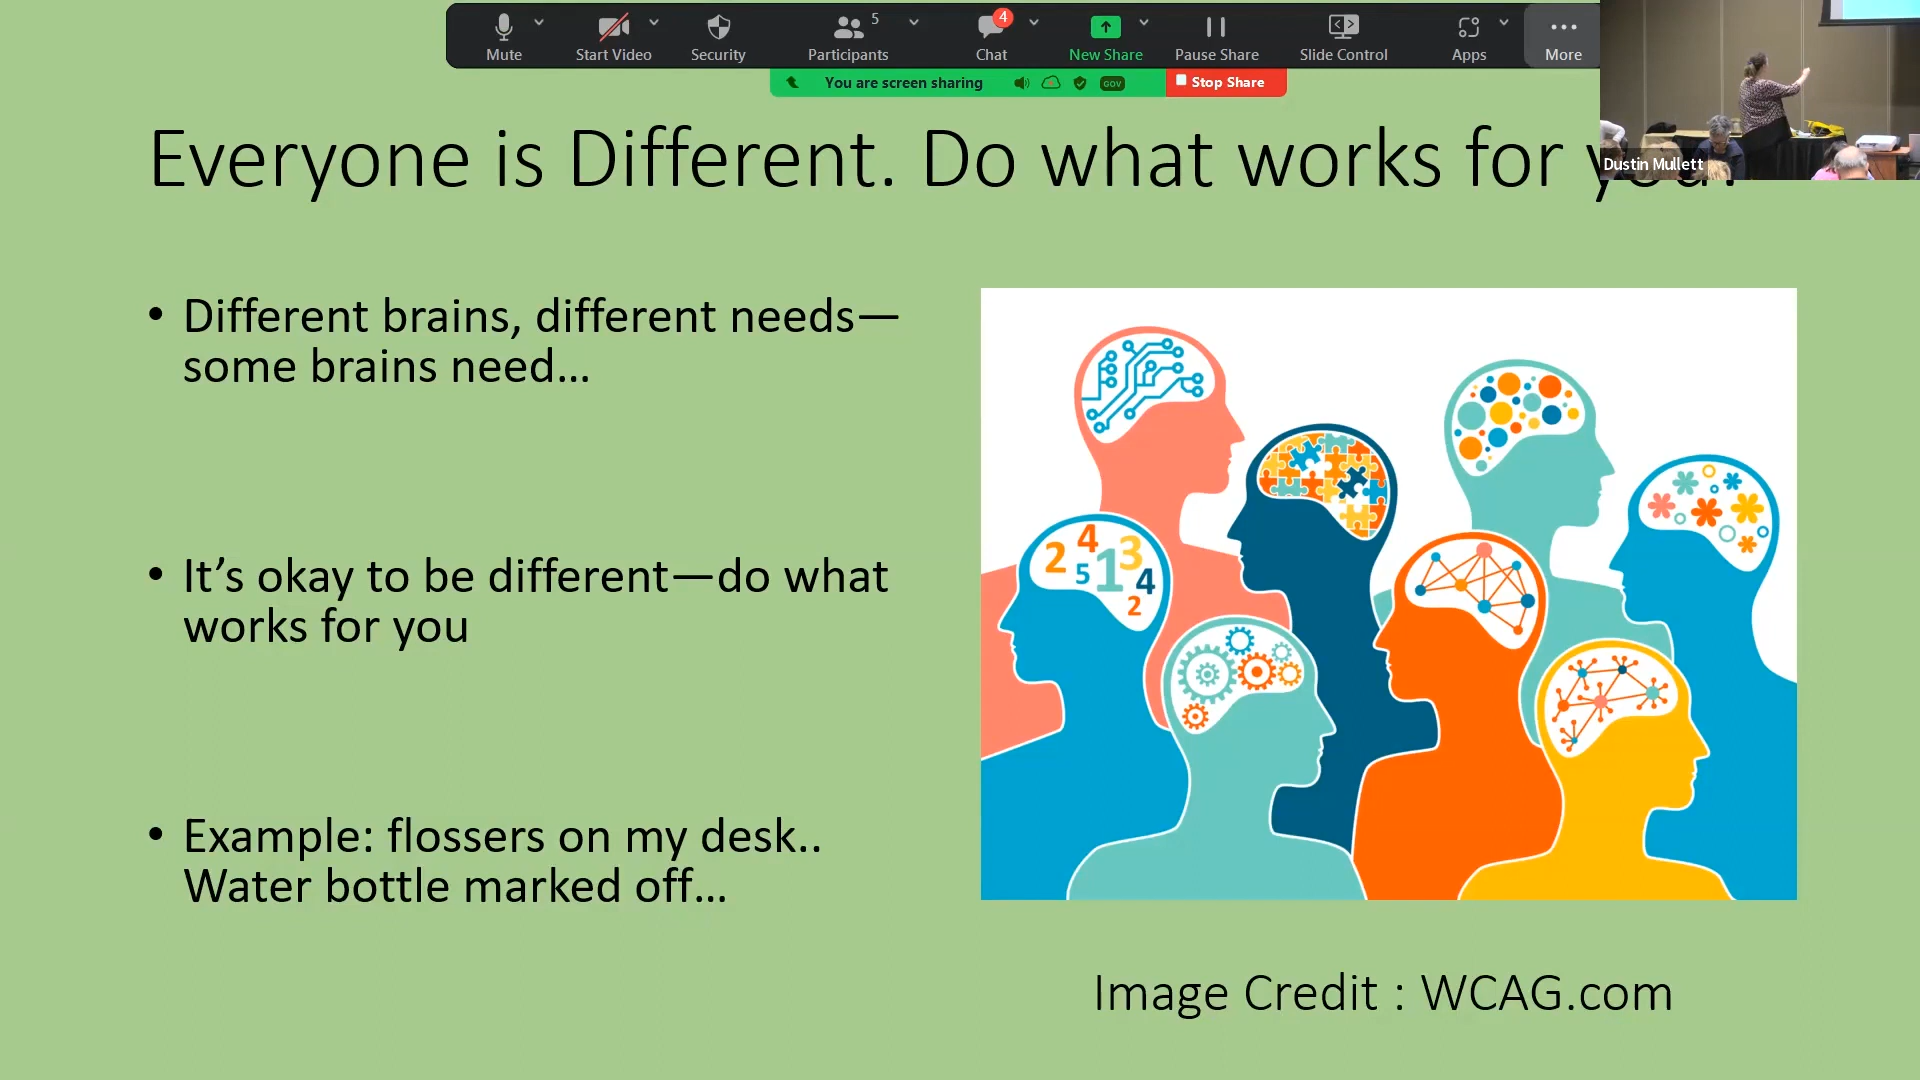 Mute
Start Video
Security
Participants
5
Chat
4
New Share
Pause Share
Slide Control
Apps
More
You are screen sharing
GOV
Stop Share
Dustin Mullett
Everyone is Different. Do what works for you.
• Different brains, different needs—
some brains need...
• It’s okay to be different—do what
works for you
• Example: flossers on my desk..
Water bottle marked off...
2 4 5 1 3 4 2
Image Credit : WCAG.com